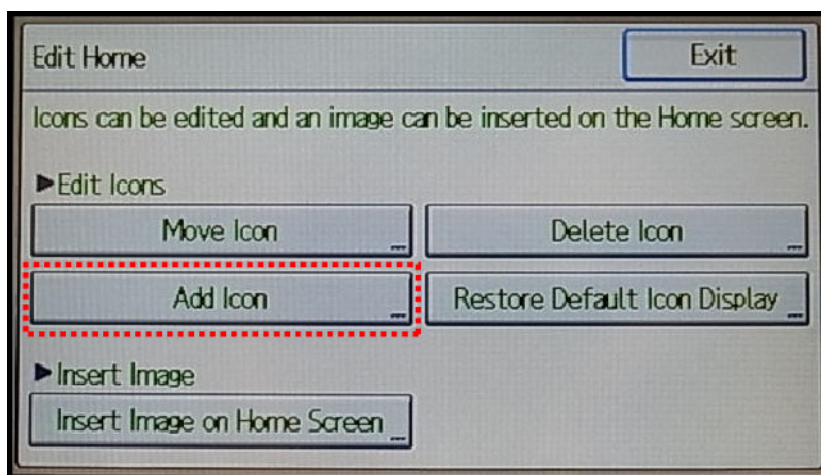 Edit Home
Exit
Icons can be edited and an image can be inserted on the Home screen.
►Edit Icons
Move Icon
Delete Icon
Add Icon
Restore Default Icon Display
►Insert Image
Insert Image on Home Screen